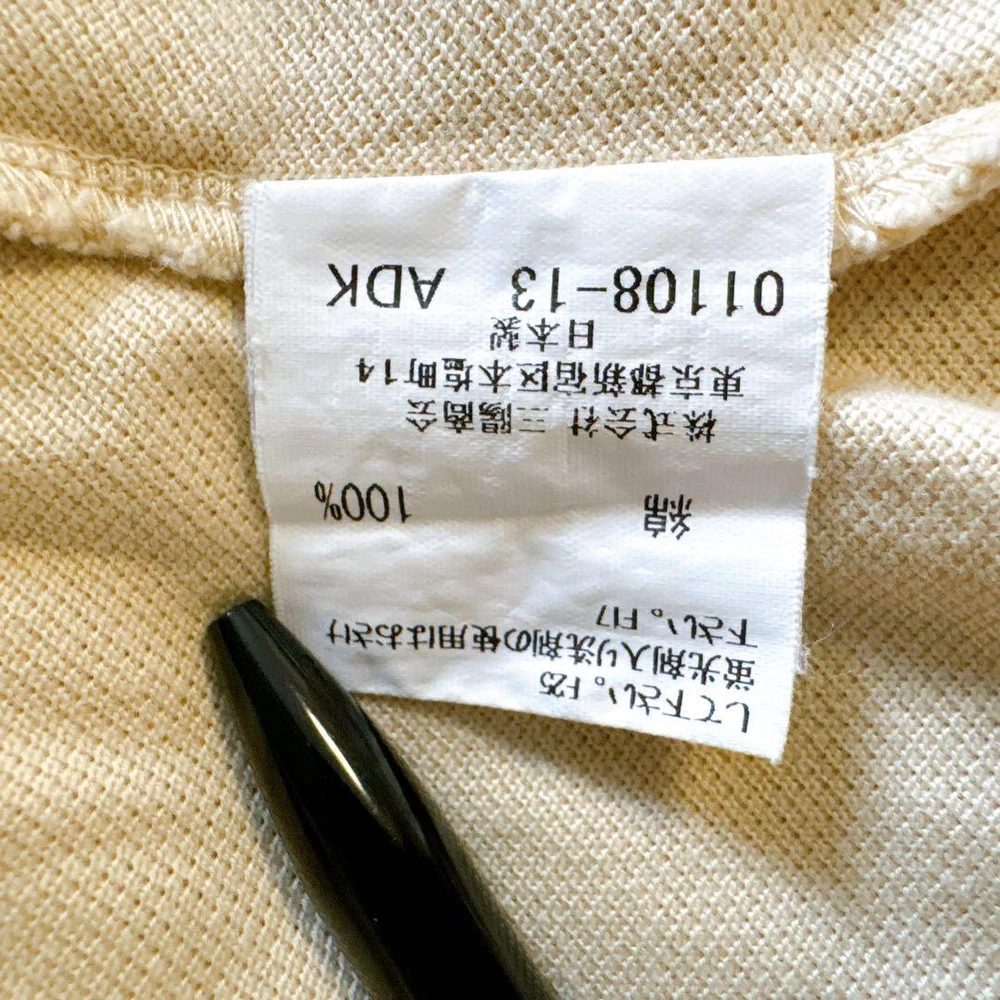 して下さい。F25
蛍光剤入り洗剤の使用はおさけ
下さい。F17
綿 100%
株式会社 三陽商会
東京都新宿区本塩町14
日本製
01108-13 ADK